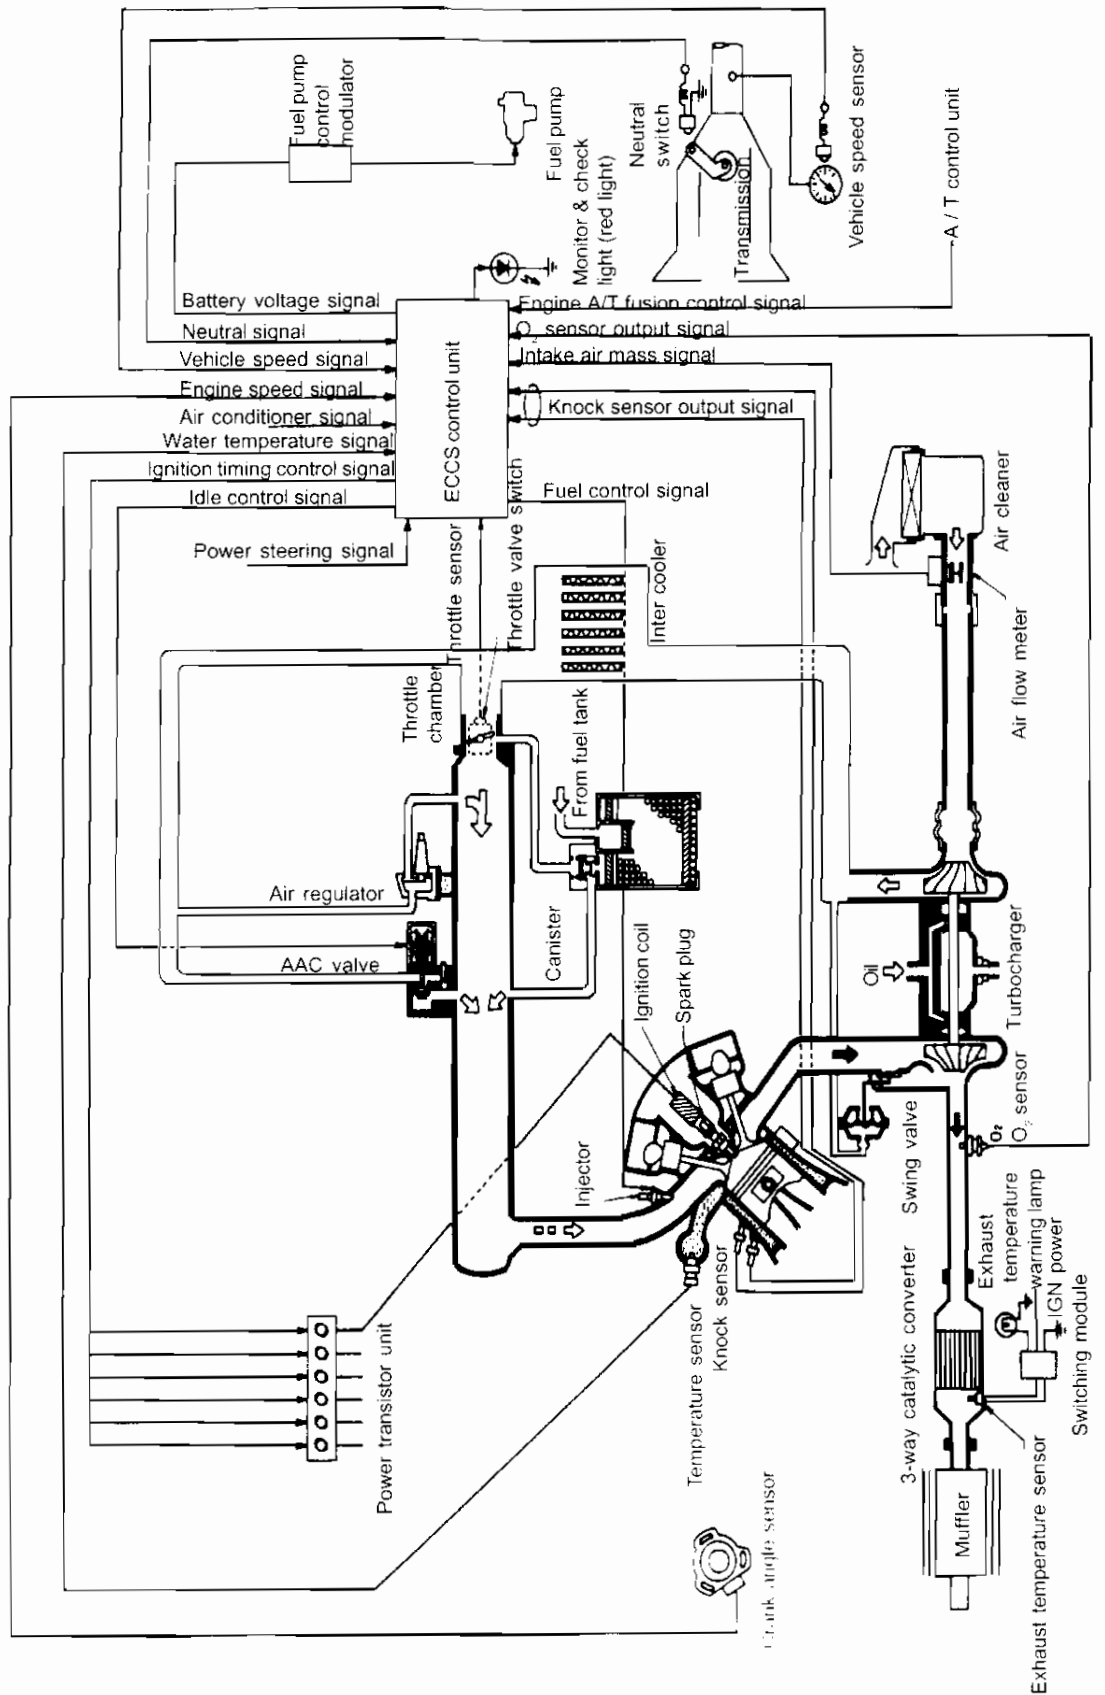 Fuel pump
control
modulator
Fuel pump
Monitor & check
light (red light)
Neutral
switch
Transmission
Vehicle speed sensor
A / T control unit
Battery voltage signal
Neutral signal
Vehicle speed signal
Engine speed signal
Air conditioner signal
Water temperature signal
Ignition timing control signal
Idle control signal
Power steering signal
ECCS control unit
Engine A/T fusion control signal
O2 sensor output signal
Intake air mass signal
Knock sensor output signal
Fuel control signal
Throttle sensor
Throttle valve switch
Throttle
chamber
Inter cooler
From fuel tank
Air cleaner
Air flow meter
Air regulator
AAC valve
Canister
Ignition coil
Spark plug
Oil
Turbocharger
Injector
Swing valve
O2
O2 sensor
Temperature sensor
Knock sensor
Power transistor unit
3-way catalytic converter
Exhaust
temperature
warning lamp
IGN power
Switching module
Muffler
Exhaust temperature sensor
Crank angle sensor